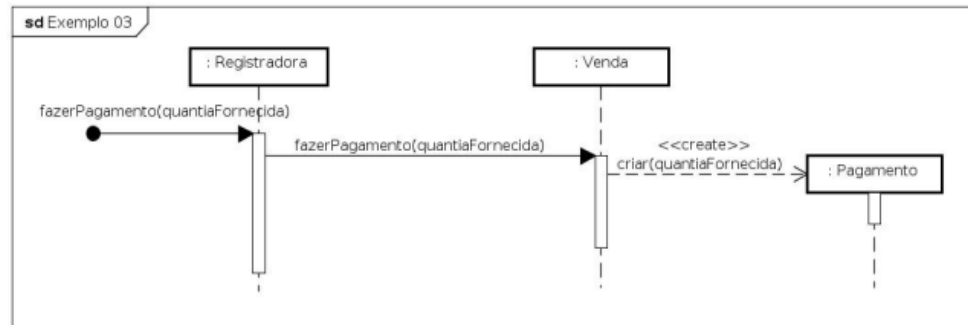 sd Exemplo 03
: Registradora
: Venda
fazerPagamento(quantiaFornecida)
fazerPagamento(quantiaFornecida)
<<create>>
criar(quantiaFornecida)
: Pagamento